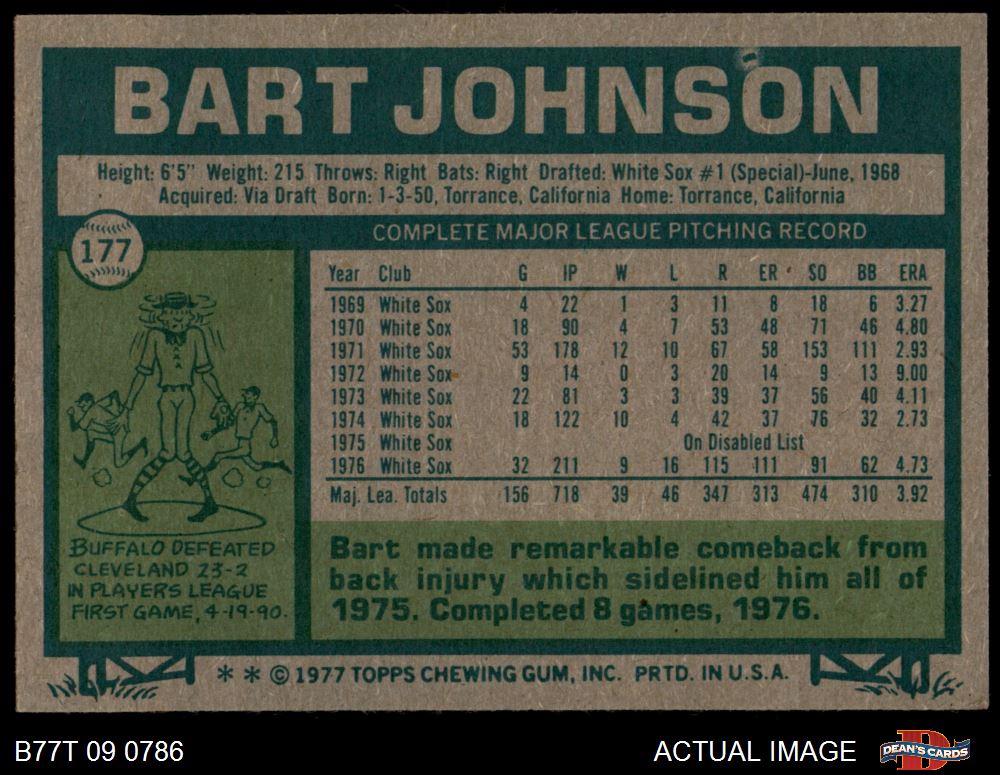 BART JOHNSON
Height: 6'5" Weight: 215 Throws: Right Bats: Right Drafted: White Sox #1 (Special)-June, 1968
Acquired: Via Draft Born: 1-3-50, Torrance, California Home: Torrance, California
177
COMPLETE MAJOR LEAGUE PITCHING RECORD
Year Club G IP W L R ER SO BB ERA
1969 White Sox 4 22 1 3 11 8 18 6 3.27
1970 White Sox 18 90 4 7 53 48 71 46 4.80
1971 White Sox 53 178 12 10 67 58 153 111 2.93
1972 White Sox 9 14 0 3 20 14 9 13 9.00
1973 White Sox 22 81 3 3 39 37 56 40 4.11
1974 White Sox 18 122 10 4 42 37 76 32 2.73
1975 White Sox On Disabled List
1976 White Sox 32 211 9 16 115 111 91 62 4.73
Maj. Lea. Totals 156 718 39 46 347 313 474 310 3.92
BUFFALO DEFEATED
CLEVELAND 23-2
IN PLAYERS LEAGUE
FIRST GAME, 4-19-90.
Bart made remarkable comeback from
back injury which sidelined him all of
1975. Completed 8 games, 1976.
* * © 1977 TOPPS CHEWING GUM, INC. PRTD. IN U.S.A.
B77T 09 0786
ACTUAL IMAGE
DEAN'S CARDS